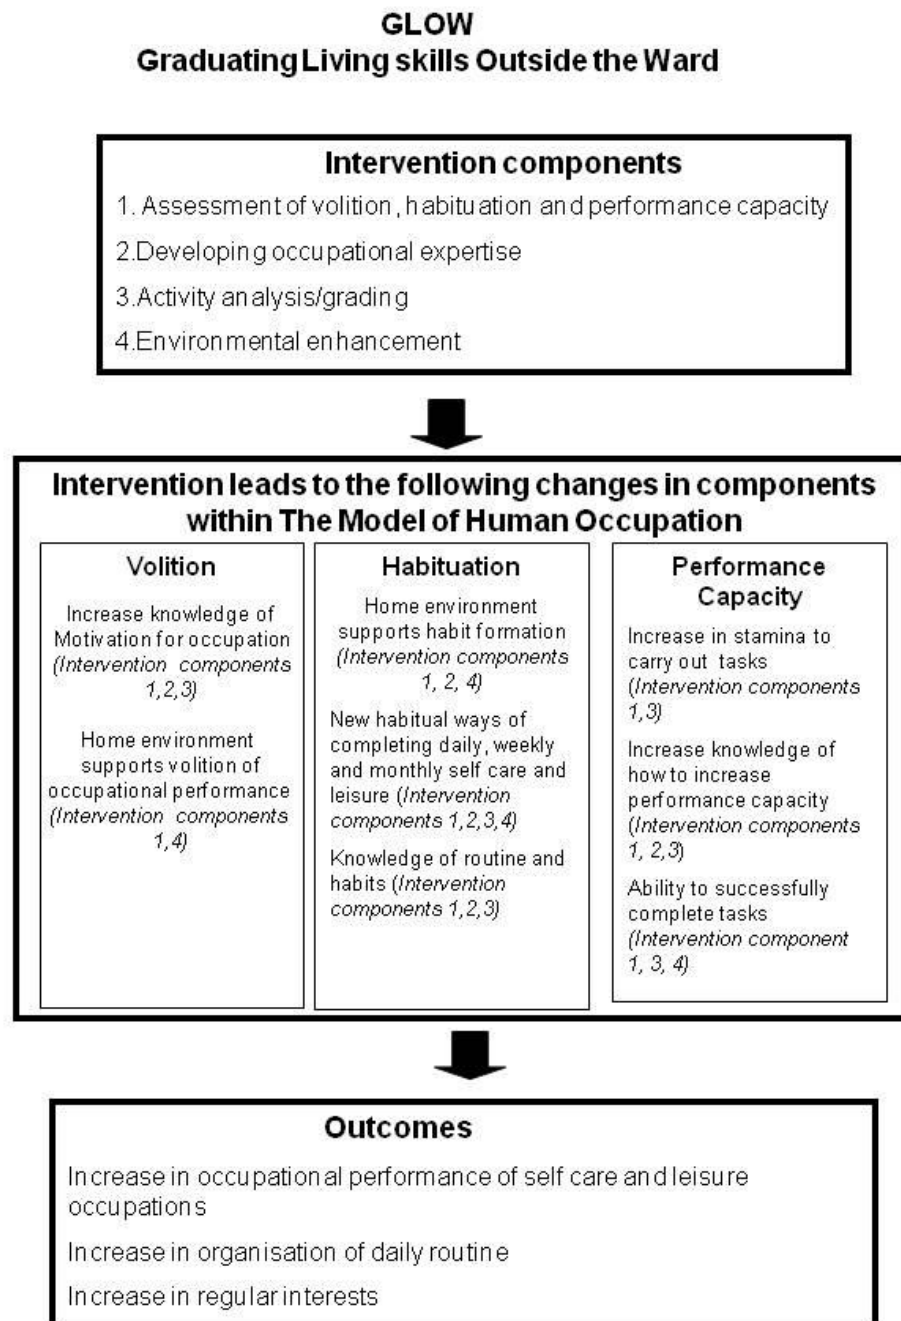 GLOW
Graduating Living skills Outside the Ward
Intervention components
1. Assessment of volition, habituation and performance capacity
2.Developing occupational expertise
3.Activity analysis/grading
4.Environmental enhancement
Intervention leads to the following changes in components
within The Model of Human Occupation
Volition
Increase knowledge of
Motivation for occupation
(Intervention components
1,2,3)
Home environment
supports volition of
occupational performance
(Intervention components
1,4)
Habituation
Home environment
supports habit formation
(Intervention components
1, 2, 4)
New habitual ways of
completing daily, weekly
and monthly self care and
leisure (Intervention
components 1,2,3,4)
Knowledge of routine and
habits (Intervention
components 1,2,3)
Performance
Capacity
Increase in stamina to
carry out tasks
(Intervention components
1,3)
Increase knowledge of
how to increase
performance capacity
(Intervention components
1, 2,3)
Ability to successfully
complete tasks
(Intervention component
1, 3, 4)
Outcomes
Increase in occupational performance of self care and leisure
occupations
Increase in organisation of daily routine
Increase in regular interests